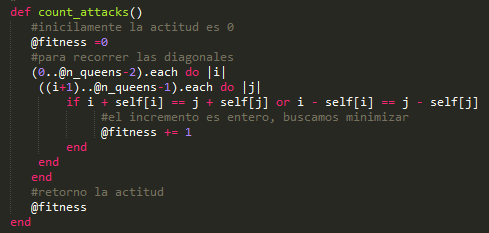 def count_attacks()
#inicilamente la actitud es 0
@fitness =0
#para recorrer las diagonales
(0..@n_queens-2).each do |i|
((i+1)..@n_queens-1).each do |j|
if i + self[i] == j + self[j] or i - self[i] == j - self[j]
#el incremento es entero, buscamos minimizar
@fitness += 1
end
end
end
#retorno la actitud
@fitness
end